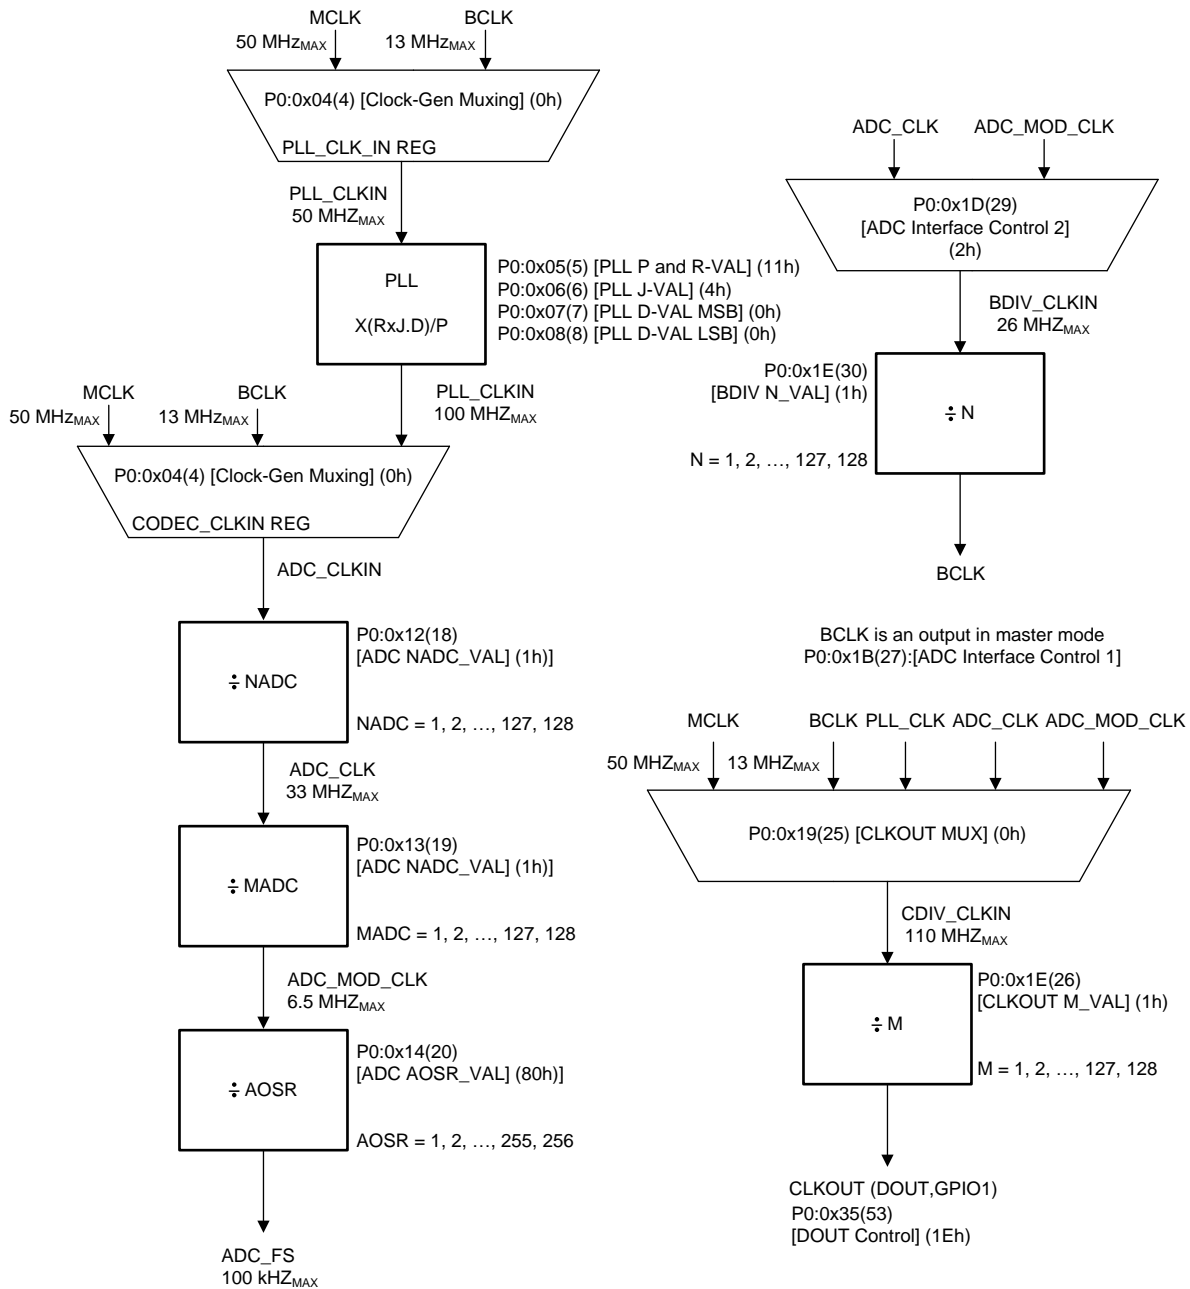 MCLK
BCLK
50 MHzMAX
13 MHzMAX
P0:0x04(4) [Clock-Gen Muxing] (0h)
PLL_CLK_IN REG
PLL_CLKIN
50 MHZMAX
PLL
X(RxJ.D)/P
P0:0x05(5) [PLL P and R-VAL] (11h)
P0:0x06(6) [PLL J-VAL] (4h)
P0:0x07(7) [PLL D-VAL MSB] (0h)
P0:0x08(8) [PLL D-VAL LSB] (0h)
MCLK
BCLK
PLL_CLKIN
100 MHZMAX
50 MHzMAX
13 MHzMAX
P0:0x04(4) [Clock-Gen Muxing] (0h)
CODEC_CLKIN REG
ADC_CLKIN
÷ NADC
P0:0x12(18)
[ADC NADC_VAL] (1h)]
NADC = 1, 2, …, 127, 128
ADC_CLK
33 MHZMAX
÷ MADC
P0:0x13(19)
[ADC NADC_VAL] (1h)]
MADC = 1, 2, …, 127, 128
ADC_MOD_CLK
6.5 MHZMAX
÷ AOSR
P0:0x14(20)
[ADC AOSR_VAL] (80h)]
AOSR = 1, 2, …, 255, 256
ADC_FS
100 kHZMAX
ADC_CLK
ADC_MOD_CLK
P0:0x1D(29)
[ADC Interface Control 2]
(2h)
BDIV_CLKIN
26 MHZMAX
P0:0x1E(30)
[BDIV N_VAL] (1h)
÷ N
N = 1, 2, …, 127, 128
BCLK
BCLK is an output in master mode
P0:0x1B(27):[ADC Interface Control 1]
MCLK
BCLK
PLL_CLK
ADC_CLK
ADC_MOD_CLK
50 MHZMAX
13 MHZMAX
P0:0x19(25) [CLKOUT MUX] (0h)
CDIV_CLKIN
110 MHZMAX
÷ M
P0:0x1E(26)
[CLKOUT M_VAL] (1h)
M = 1, 2, …, 127, 128
CLKOUT (DOUT,GPIO1)
P0:0x35(53)
[DOUT Control] (1Eh)